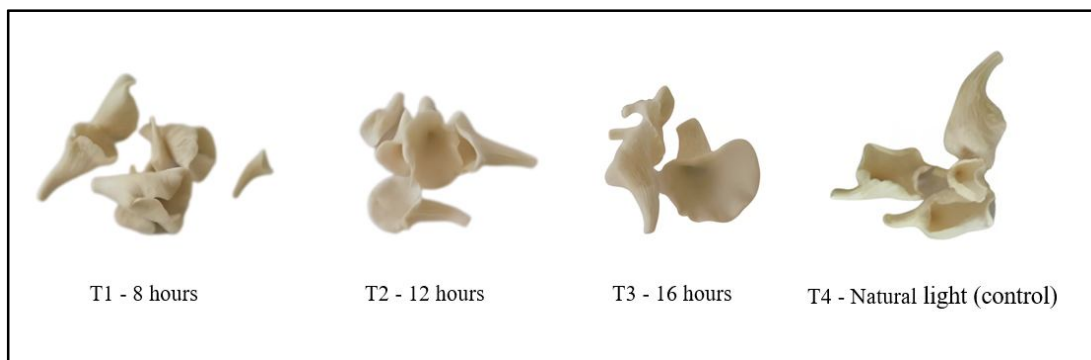 T1 - 8 hours
T2 - 12 hours
T3 - 16 hours
T4 - Natural light (control)